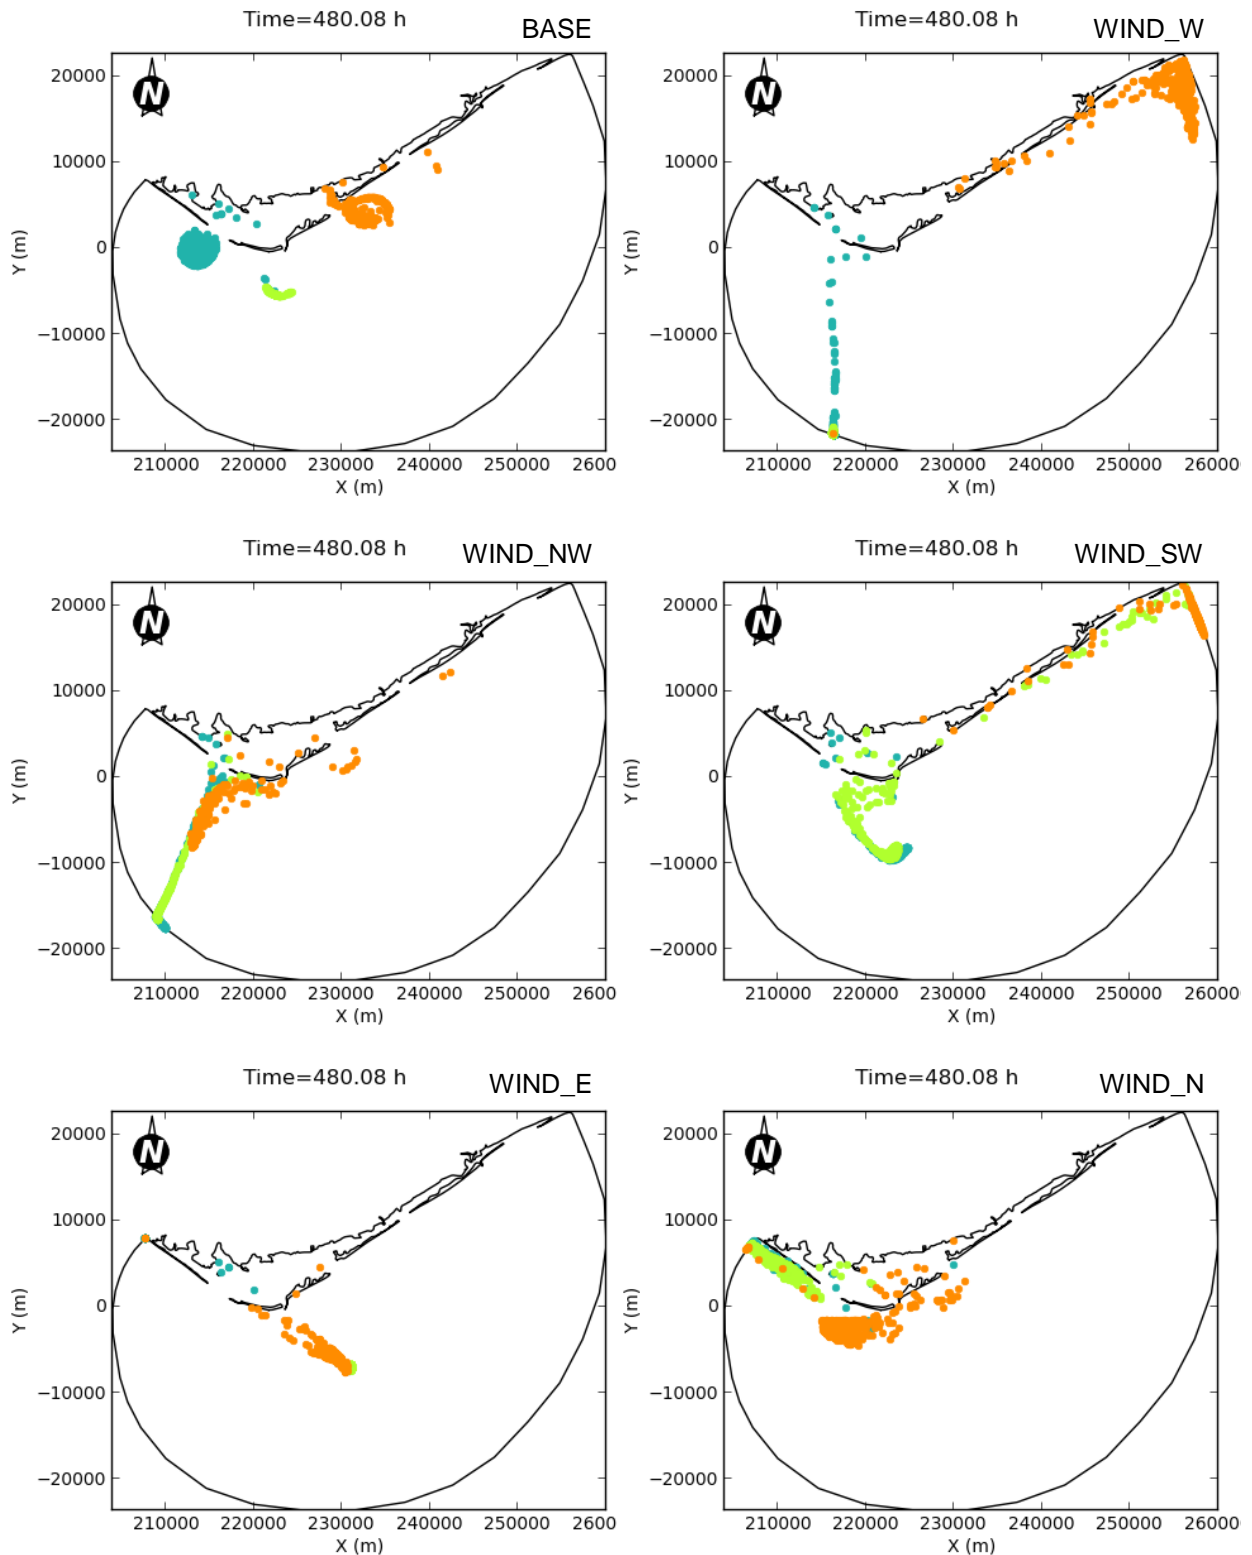 Time=480.08 h BASE
N
20000
10000
0
−10000
−20000
Y (m)
210000 220000 230000 240000 250000 2600
X (m)
Time=480.08 h WIND_W
N
20000
10000
0
−10000
−20000
Y (m)
210000 220000 230000 240000 250000 26000
X (m)
Time=480.08 h WIND_NW
N
20000
10000
0
−10000
−20000
Y (m)
210000 220000 230000 240000 250000 2600
X (m)
Time=480.08 h WIND_SW
N
20000
10000
0
−10000
−20000
Y (m)
210000 220000 230000 240000 250000 26000
X (m)
Time=480.08 h WIND_E
N
20000
10000
0
−10000
−20000
Y (m)
210000 220000 230000 240000 250000 2600
X (m)
Time=480.08 h WIND_N
N
20000
10000
0
−10000
−20000
Y (m)
210000 220000 230000 240000 250000 26000
X (m)